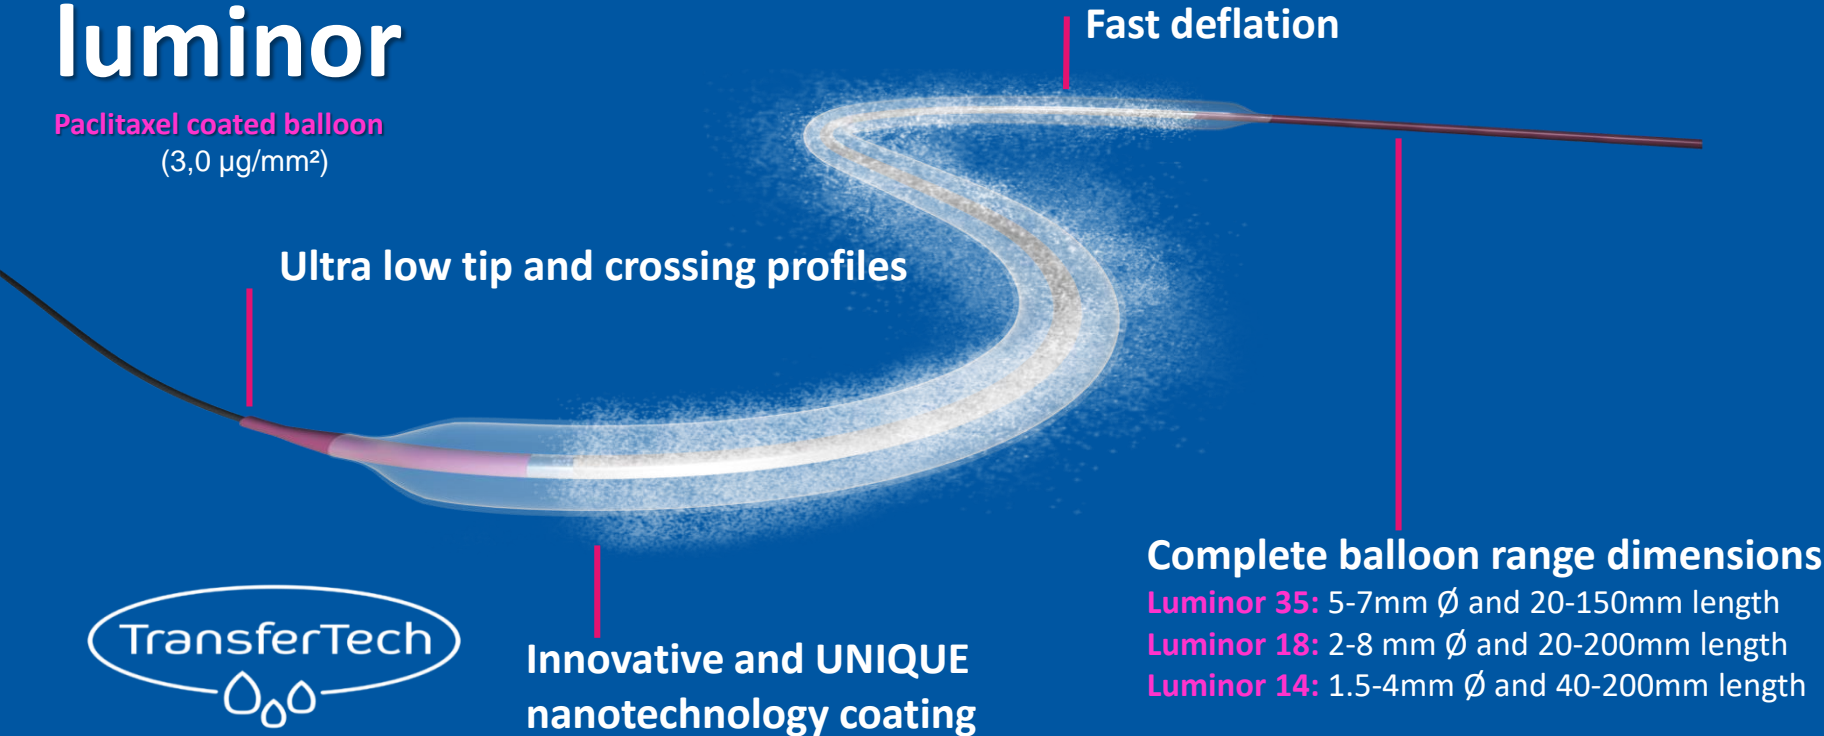 luminor
Paclitaxel coated balloon
(3,0 µg/mm²)
Fast deflation
Ultra low tip and crossing profiles
TransferTech
Innovative and UNIQUE
nanotechnology coating
Complete balloon range dimensions
Luminor 35: 5-7mm Ø and 20-150mm length
Luminor 18: 2-8 mm Ø and 20-200mm length
Luminor 14: 1.5-4mm Ø and 40-200mm length